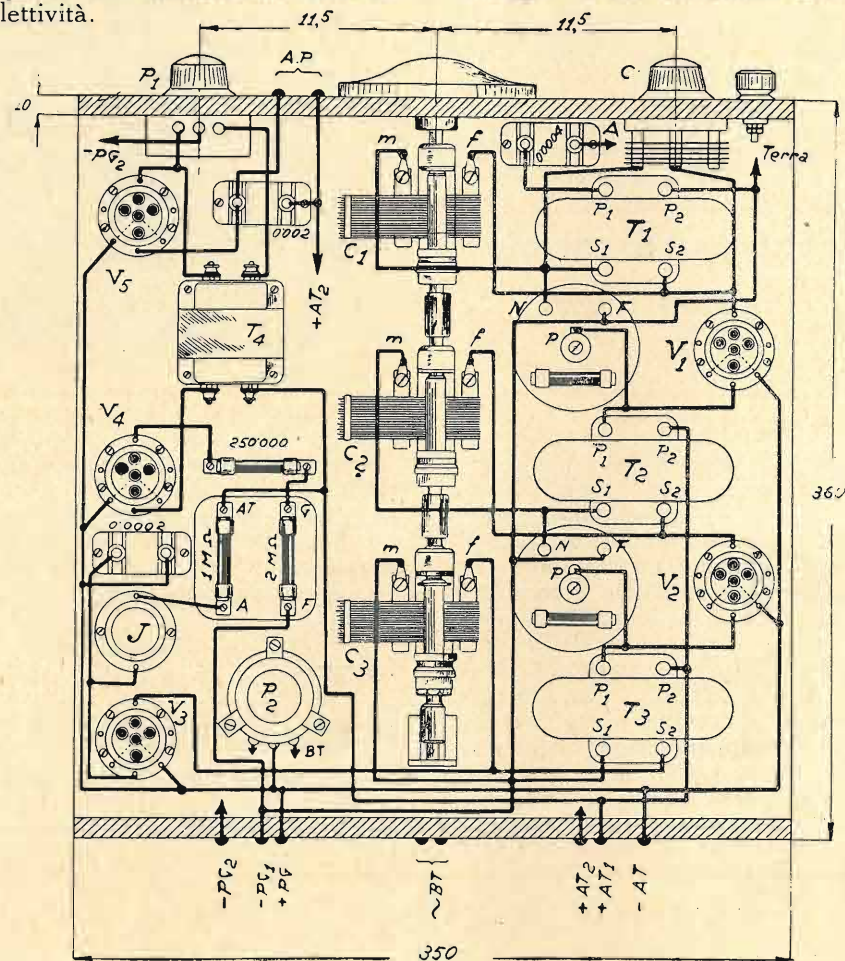 lettività.
11,5 11,5
A.P
P1 C
-PG2 m f 0'0004 A Terra
P1 P2
T1
0002 C1 S1 S2
V5 +AT2 N F
T4 P V1
m f
V4 250'000 C2 P1 P2
T2
S1 S2
0'0002 AT G 360
1 MΩ 2 MΩ N F
m f P V2
A F
J C3
P2 P1 P2
V3 T3
BT S1 S2
-PG2 -PG1 +PG ~BT +AT2 +AT1 -AT
350